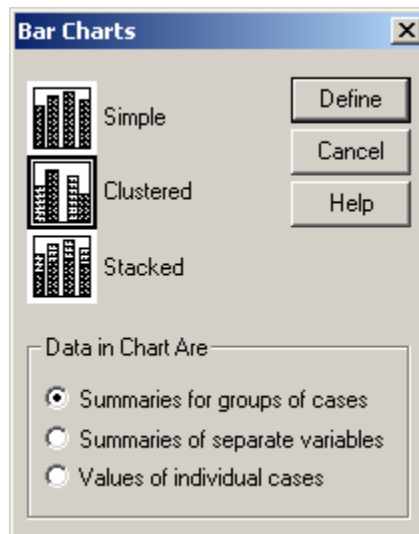 Bar Charts
Simple
Clustered
Stacked
Define
Cancel
Help
Data in Chart Are
Summaries for groups of cases
Summaries of separate variables
Values of individual cases